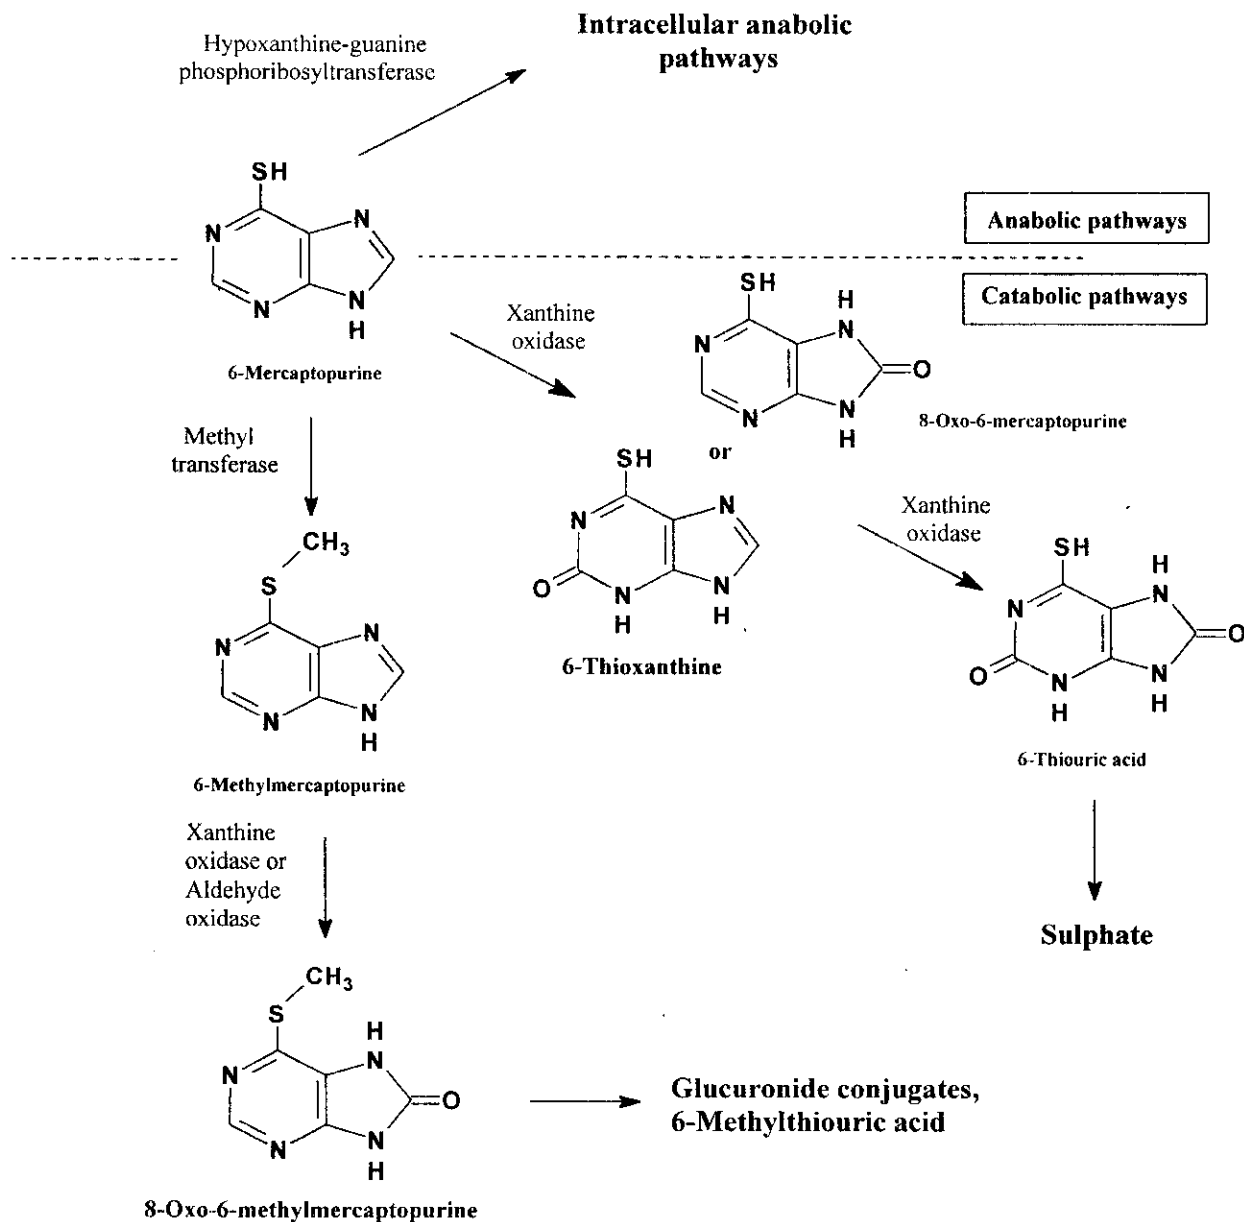 Intracellular anabolic
pathways
Hypoxanthine-guanine
phosphoribosyltransferase
SH
N
N
N
N
H
6-Mercaptopurine
Anabolic pathways
Catabolic pathways
Xanthine
oxidase
SH
H
N
N
O
N
N
H
8-Oxo-6-mercaptopurine
or
Methyl
transferase
SH
N
N
O
N
N
H
H
6-Thioxanthine
Xanthine
oxidase
SH
H
N
N
O
O
N
N
H
H
6-Thiouric acid
CH3
S
N
N
N
N
H
6-Methylmercaptopurine
Xanthine
oxidase or
Aldehyde
oxidase
Sulphate
CH3
S
H
N
N
O
N
N
H
8-Oxo-6-methylmercaptopurine
Glucuronide conjugates,
6-Methylthiouric acid